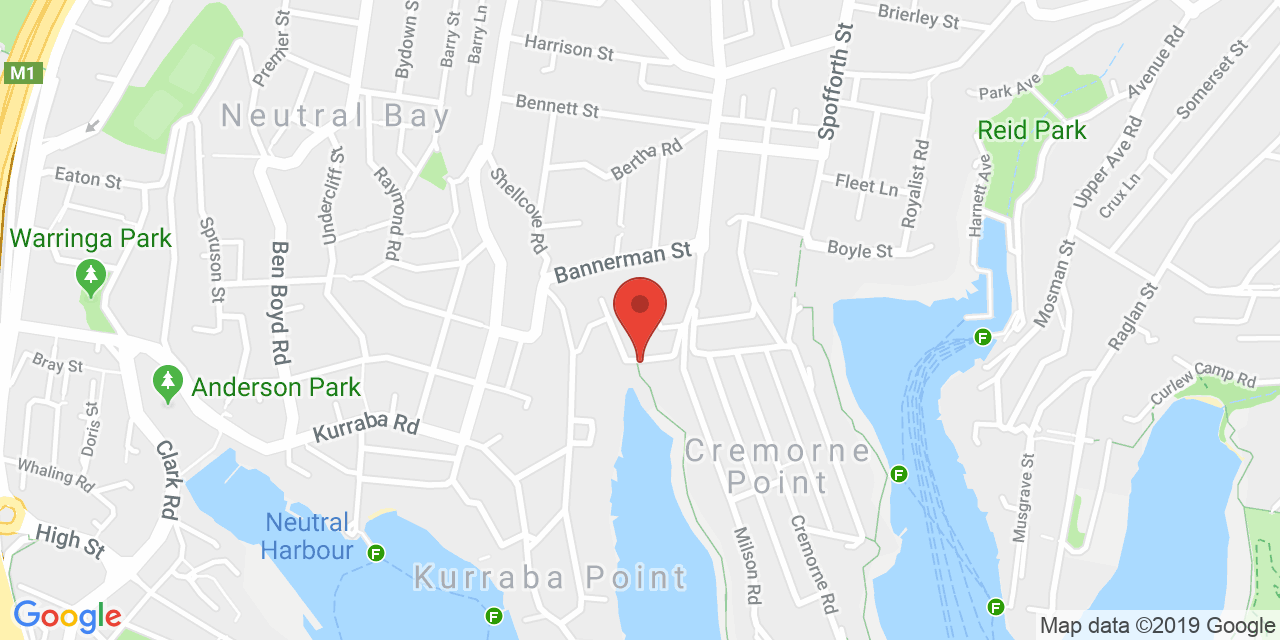 Brierley St
Harrison St
Spofforth St
Premier St
Bydown St
Barry St
Barry Ln
Avenue Rd
Somerset St
M1
Park Ave
Neutral Bay
Bennett St
Reid Park
Bertha Rd
Upper Ave Rd
Eaton St
Undercliff St
Raymond Rd
Shellcove Rd
Fleet Ln
Royalist Rd
Harnett Ave
Crux Ln
Warringa Park
Spruson St
Ben Boyd Rd
Bannerman St
Boyle St
Mosman St
Raglan St
Bray St
Anderson Park
Curlew Camp Rd
Doris St
Kurraba Rd
Clark Rd
Whaling Rd
Cremorne
Point
High St
Neutral
Harbour
F
F
F
F
F
Musgrave St
Milson Rd
Cremorne Rd
Kurraba Point
Google
Map data ©2019 Google